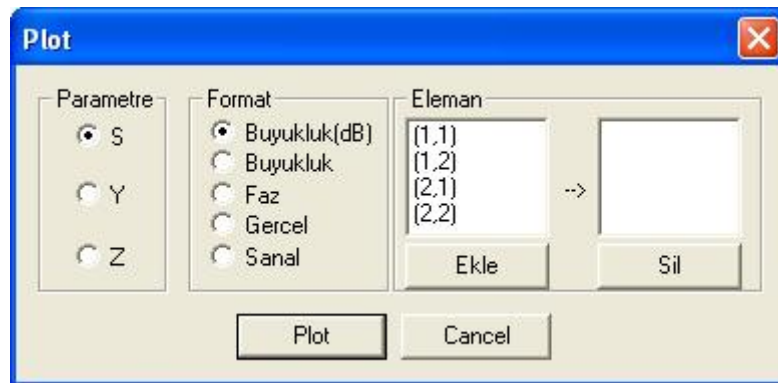 Plot
Parametre
S
Y
Z
Format
Buyukluk(dB)
Buyukluk
Faz
Gercel
Sanal
Eleman
(1,1)
(1,2)
(2,1)
(2,2)
-->
Ekle
Sil
Plot
Cancel